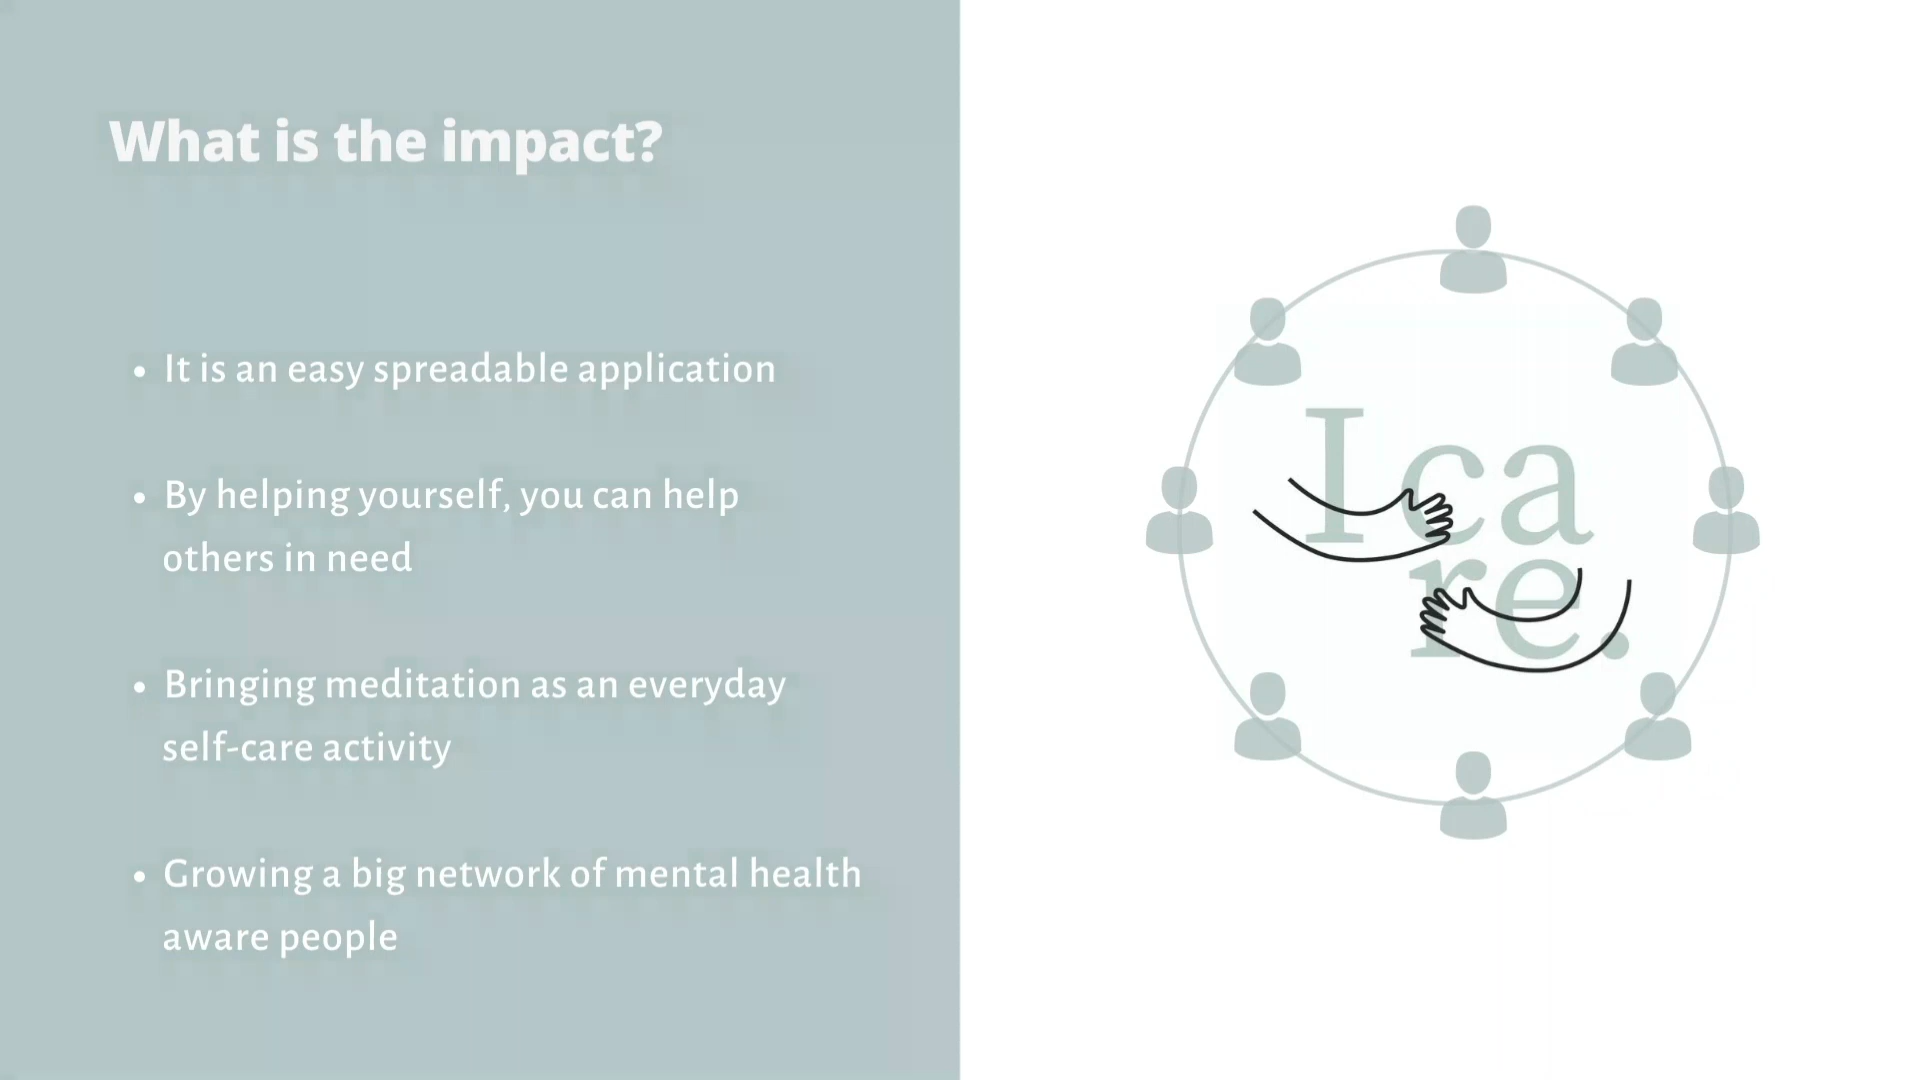 What is the impact?
• It is an easy spreadable application
• By helping yourself, you can help
others in need
• Bringing meditation as an everyday
self-care activity
• Growing a big network of mental health
aware people
I ca
re.